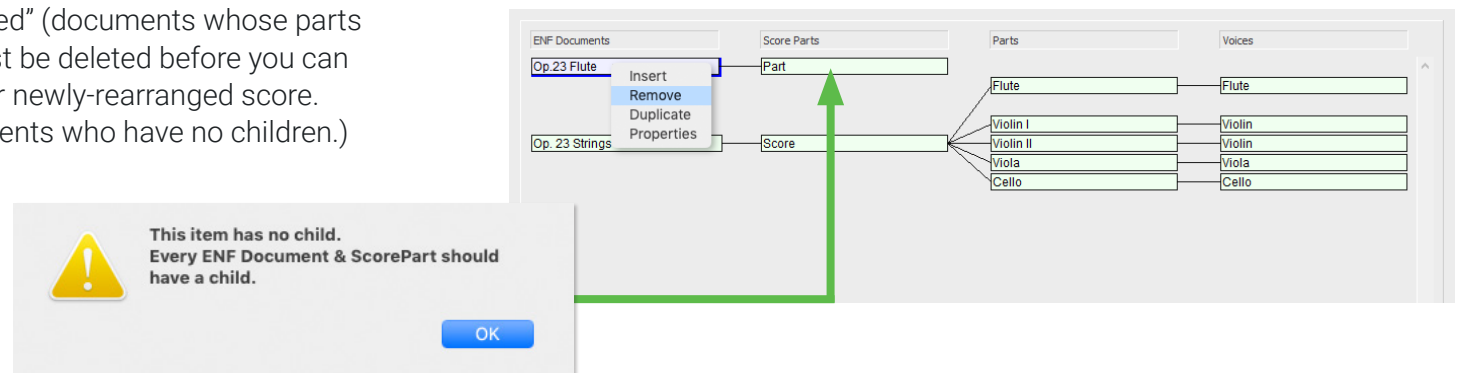 ed” (documents whose parts
st be deleted before you can
r newly-rearranged score.
ents who have no children.)
ENF Documents Score Parts Parts Voices
Op.23 Flute Part
Insert
Remove
Duplicate
Properties
Flute Flute
Violin I Violin
Op. 23 Strings Score Violin II Violin
Viola Viola
Cello Cello
This item has no child.
Every ENF Document & ScorePart should
have a child.
OK